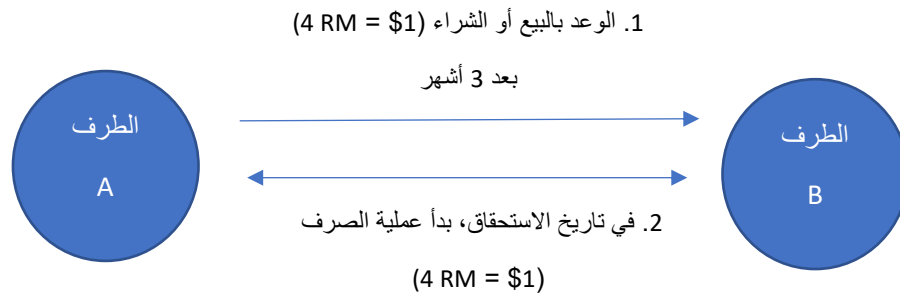 1. الوعد بالبيع أو الشراء (4 RM = $1)
بعد 3 أشهر
الطرف
A
الطرف
B
2. في تاريخ الاستحقاق، بدأ عملية الصرف
(4 RM = $1)